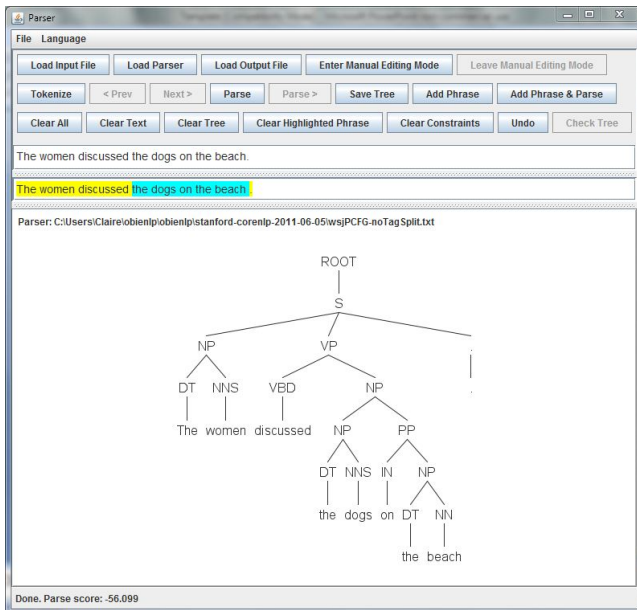 Parser
File Language
Load Input File Load Parser Load Output File Enter Manual Editing Mode Leave Manual Editing Mode
Tokenize < Prev Next > Parse Parse > Save Tree Add Phrase Add Phrase & Parse
Clear All Clear Text Clear Tree Clear Highlighted Phrase Clear Constraints Undo Check Tree
The women discussed the dogs on the beach.
The women discussed the dogs on the beach .
Parser: C:\Users\Claire\obienlp\obienlp\stanford-corenlp-2011-06-05\wsjPCFG-noTagSplit.txt
ROOT
S
NP VP .
DT NNS VBD NP .
The women discussed NP PP
DT NNS IN NP
the dogs on DT NN
the beach
Done. Parse score: -56.099